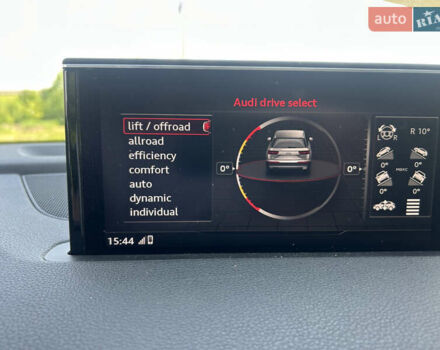 auto RIA
Audi drive select
lift / offroad
allroad
efficiency
comfort
auto
dynamic
individual
0°
0°
R
R 10°
0° 0°
макс
0° 0°
15:44